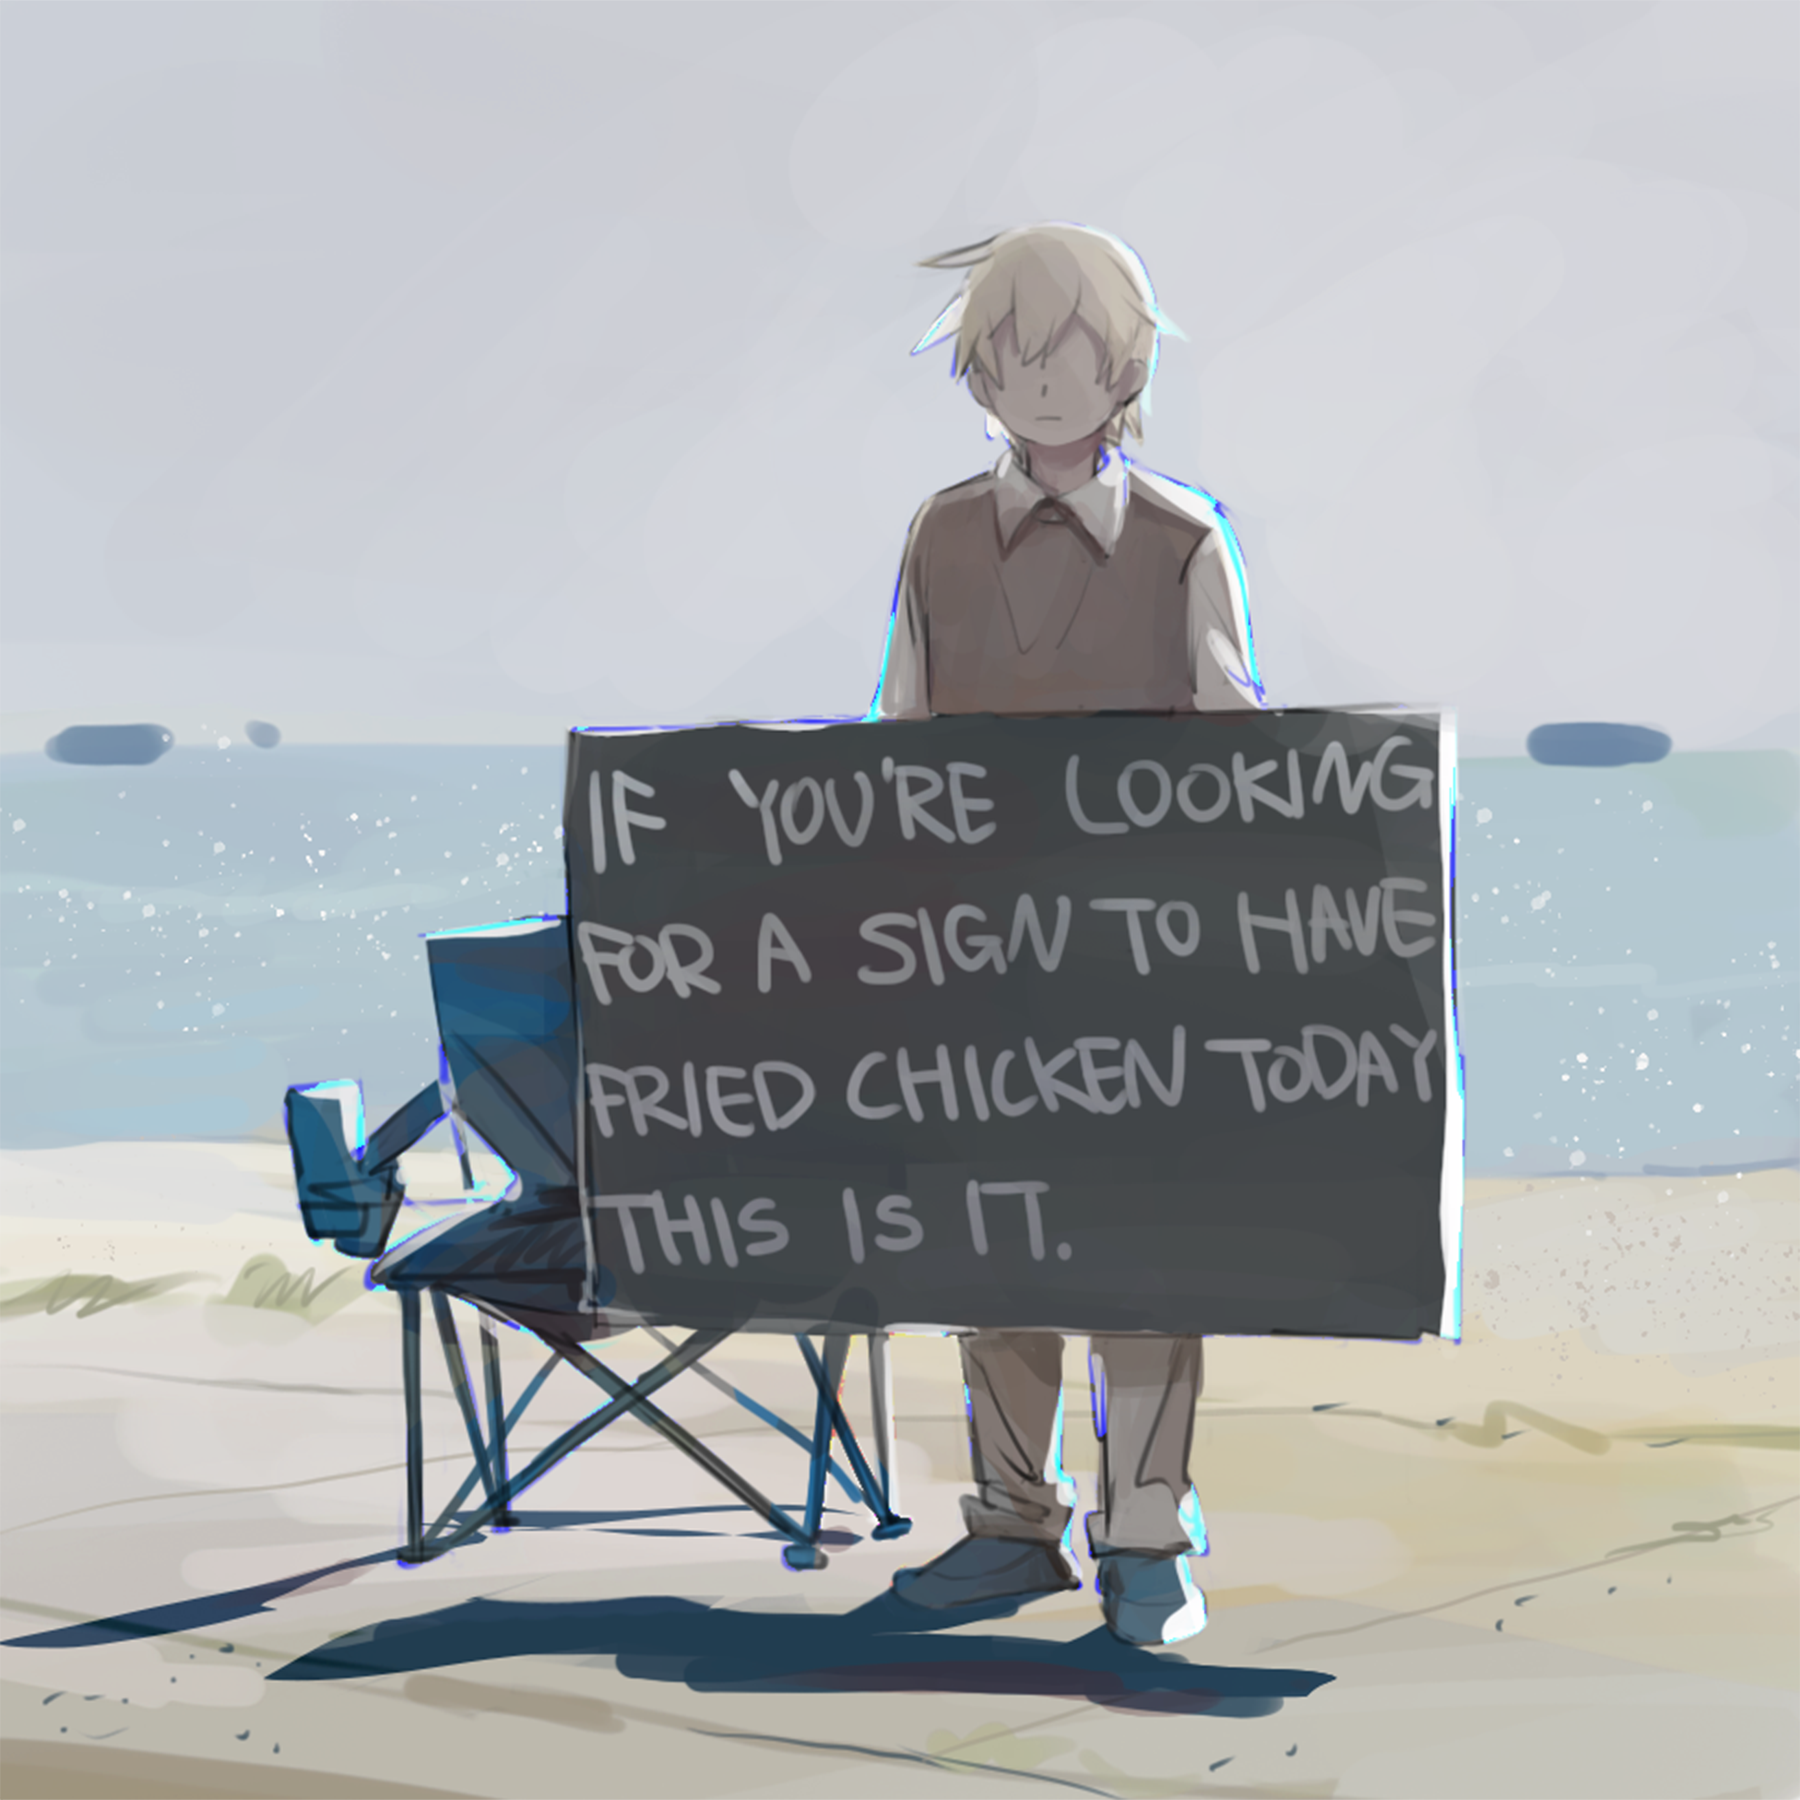 IF YOU'RE LOOKING
FOR A SIGN TO HAVE
FRIED CHICKEN TODAY
THIS IS IT.